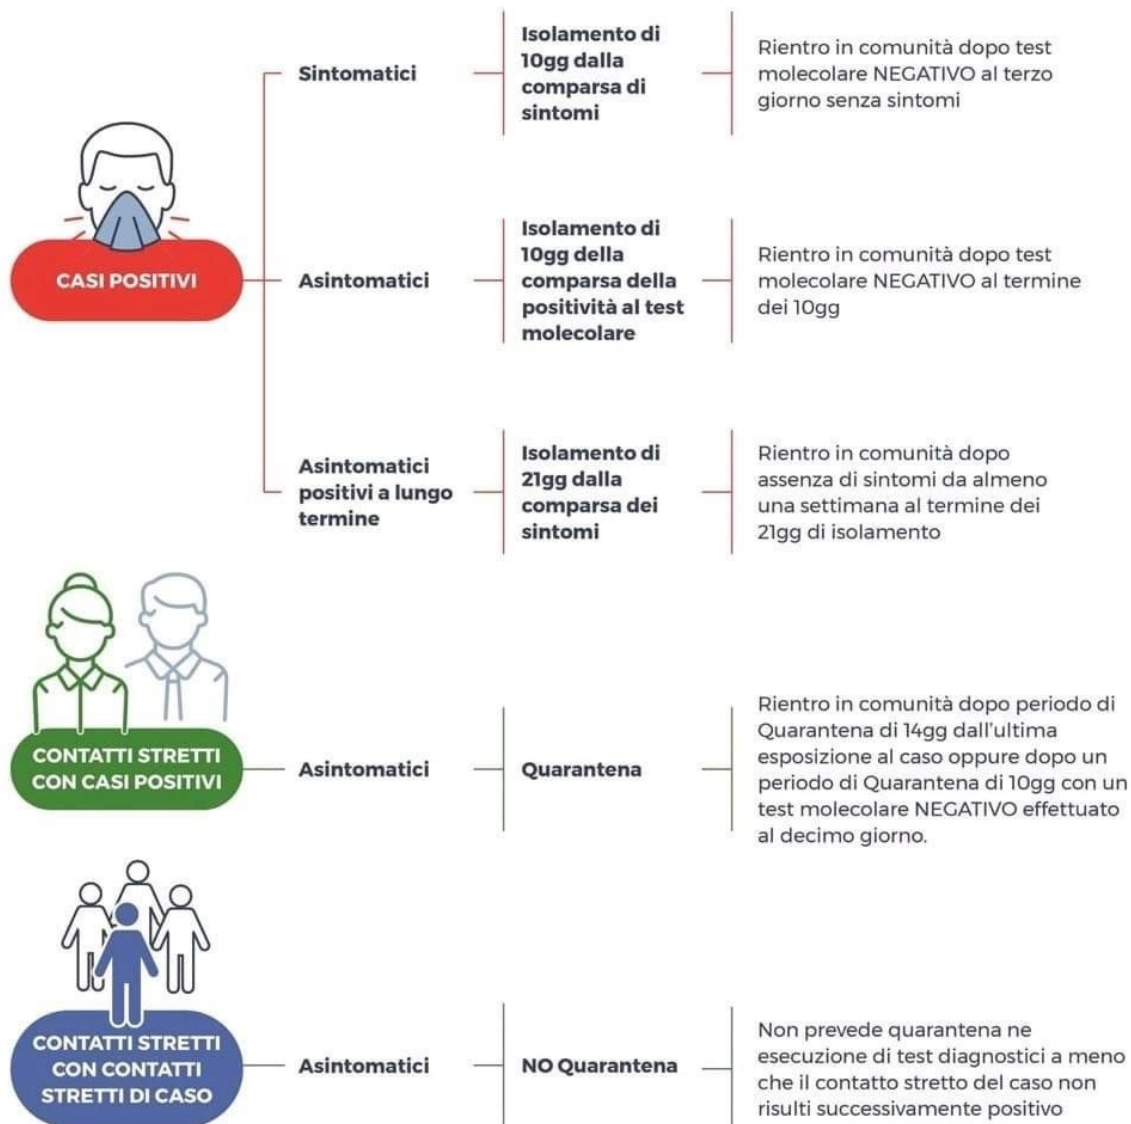 Sintomatici
Isolamento di
10gg dalla
comparsa di
sintomi
Rientro in comunità dopo test
molecolare NEGATIVO al terzo
giorno senza sintomi
CASI POSITIVI
Asintomatici
Isolamento di
10gg della
comparsa della
positività al test
molecolare
Rientro in comunità dopo test
molecolare NEGATIVO al termine
dei 10gg
Asintomatici
positivi a lungo
termine
Isolamento di
21gg dalla
comparsa dei
sintomi
Rientro in comunità dopo
assenza di sintomi da almeno
una settimana al termine dei
21gg di isolamento
CONTATTI STRETTI
CON CASI POSITIVI
Asintomatici
Quarantena
Rientro in comunità dopo periodo di
Quarantena di 14gg dall'ultima
esposizione al caso oppure dopo un
periodo di Quarantena di 10gg con un
test molecolare NEGATIVO effettuato
al decimo giorno.
CONTATTI STRETTI
CON CONTATTI
STRETTI DI CASO
Asintomatici
NO Quarantena
Non prevede quarantena ne
esecuzione di test diagnostici a meno
che il contatto stretto del caso non
risulti successivamente positivo